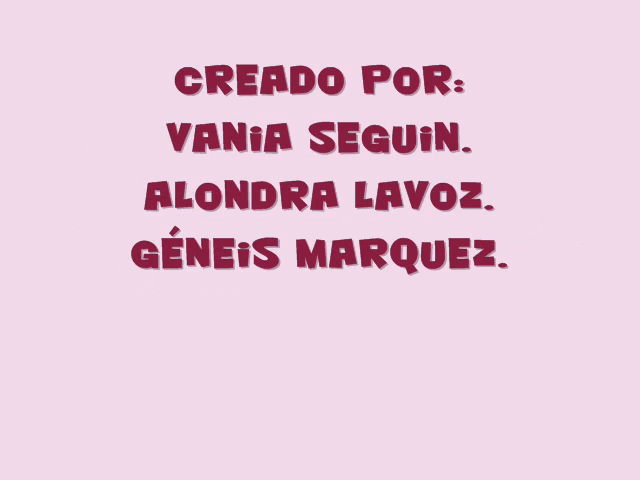 CREADO POR:
VANIA SEGUIN.
ALONDRA LAVOZ.
GÉNEIS MARQUEZ.